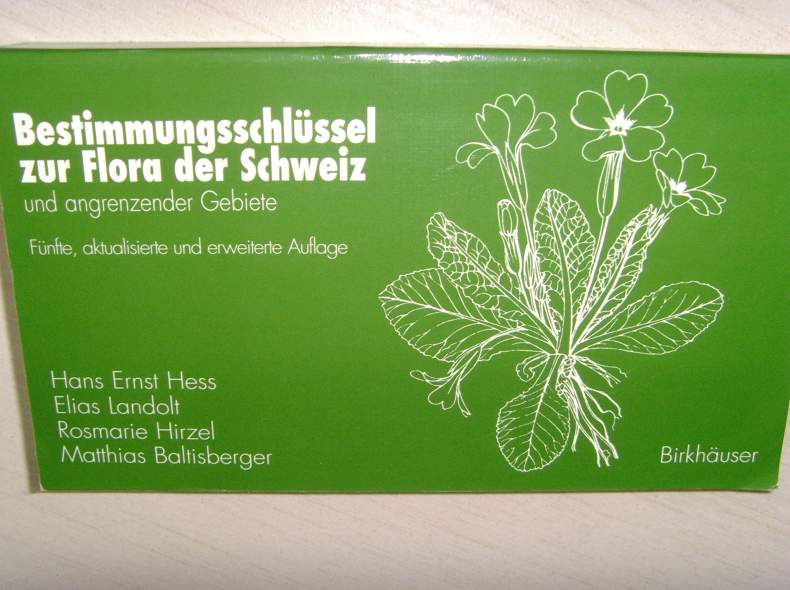 Bestimmungsschlüssel
zur Flora der Schweiz
und angrenzender Gebiete
Fünfte, aktualisierte und erweiterte Auflage
Hans Ernst Hess
Elias Landolt
Rosmarie Hirzel
Matthias Baltisberger
Birkhäuser